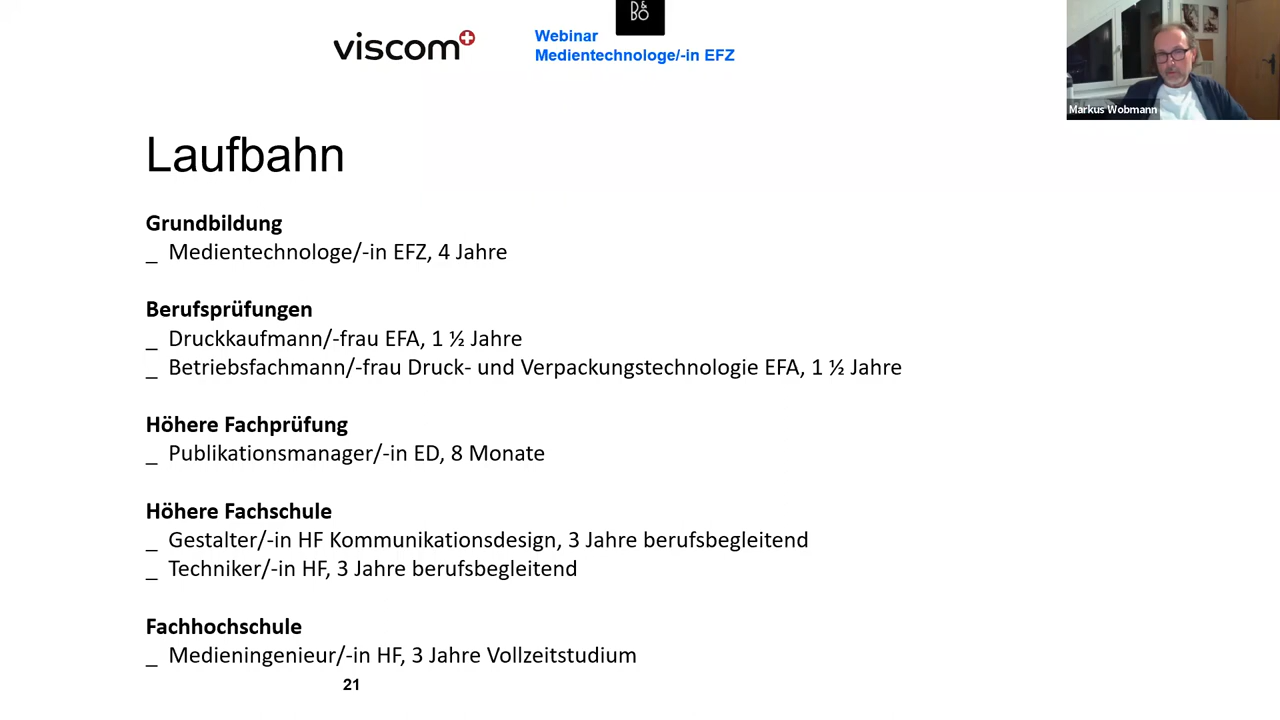 viscom
D&
BO
Webinar
Medientechnologe/-in EFZ
Markus Wobmann
Laufbahn
Grundbildung
_ Medientechnologe/-in EFZ, 4 Jahre
Berufsprüfungen
_ Druckkaufmann/-frau EFA, 1 ½ Jahre
_ Betriebsfachmann/-frau Druck- und Verpackungstechnologie EFA, 1 ½ Jahre
Höhere Fachprüfung
_ Publikationsmanager/-in ED, 8 Monate
Höhere Fachschule
_ Gestalter/-in HF Kommunikationsdesign, 3 Jahre berufsbegleitend
_ Techniker/-in HF, 3 Jahre berufsbegleitend
Fachhochschule
_ Medieningenieur/-in HF, 3 Jahre Vollzeitstudium
21